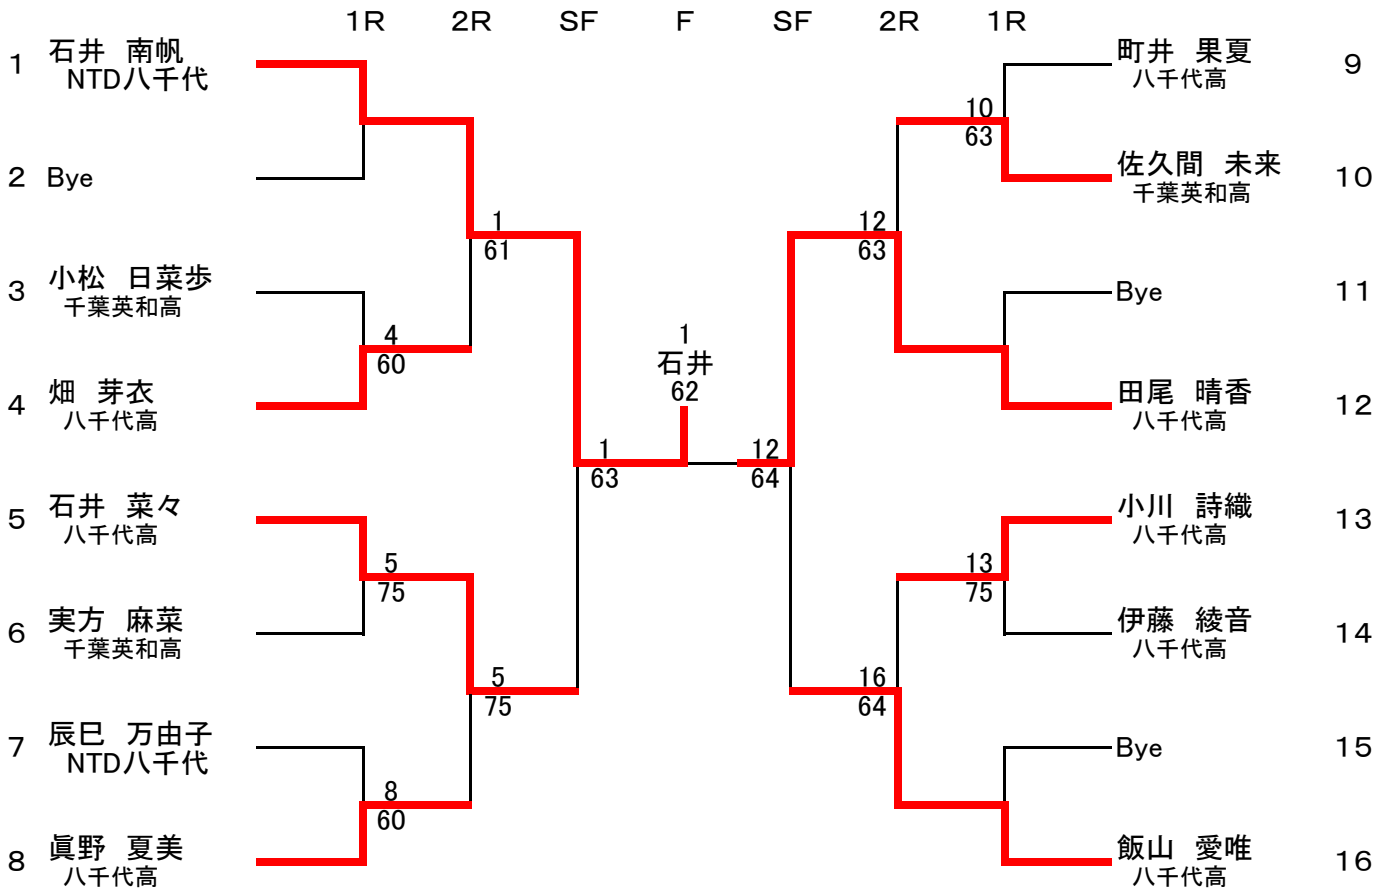 1R 2R SF F SF 2R 1R
1 石井 南帆
NTD八千代
2 Bye
1
61
3 小松 日菜歩
千葉英和高
4
60
4 畑 芽衣
八千代高
1
63
5 石井 菜々
八千代高
5
75
6 実方 麻菜
千葉英和高
5
75
7 辰巳 万由子
NTD八千代
8
60
8 眞野 夏美
八千代高
1
石井
62
町井 果夏 9
八千代高
10
63
佐久間 未来 10
千葉英和高
12
63
Bye 11
田尾 晴香 12
八千代高
12
64
小川 詩織 13
八千代高
13
75
伊藤 綾音 14
八千代高
16
64
Bye 15
飯山 愛唯 16
八千代高